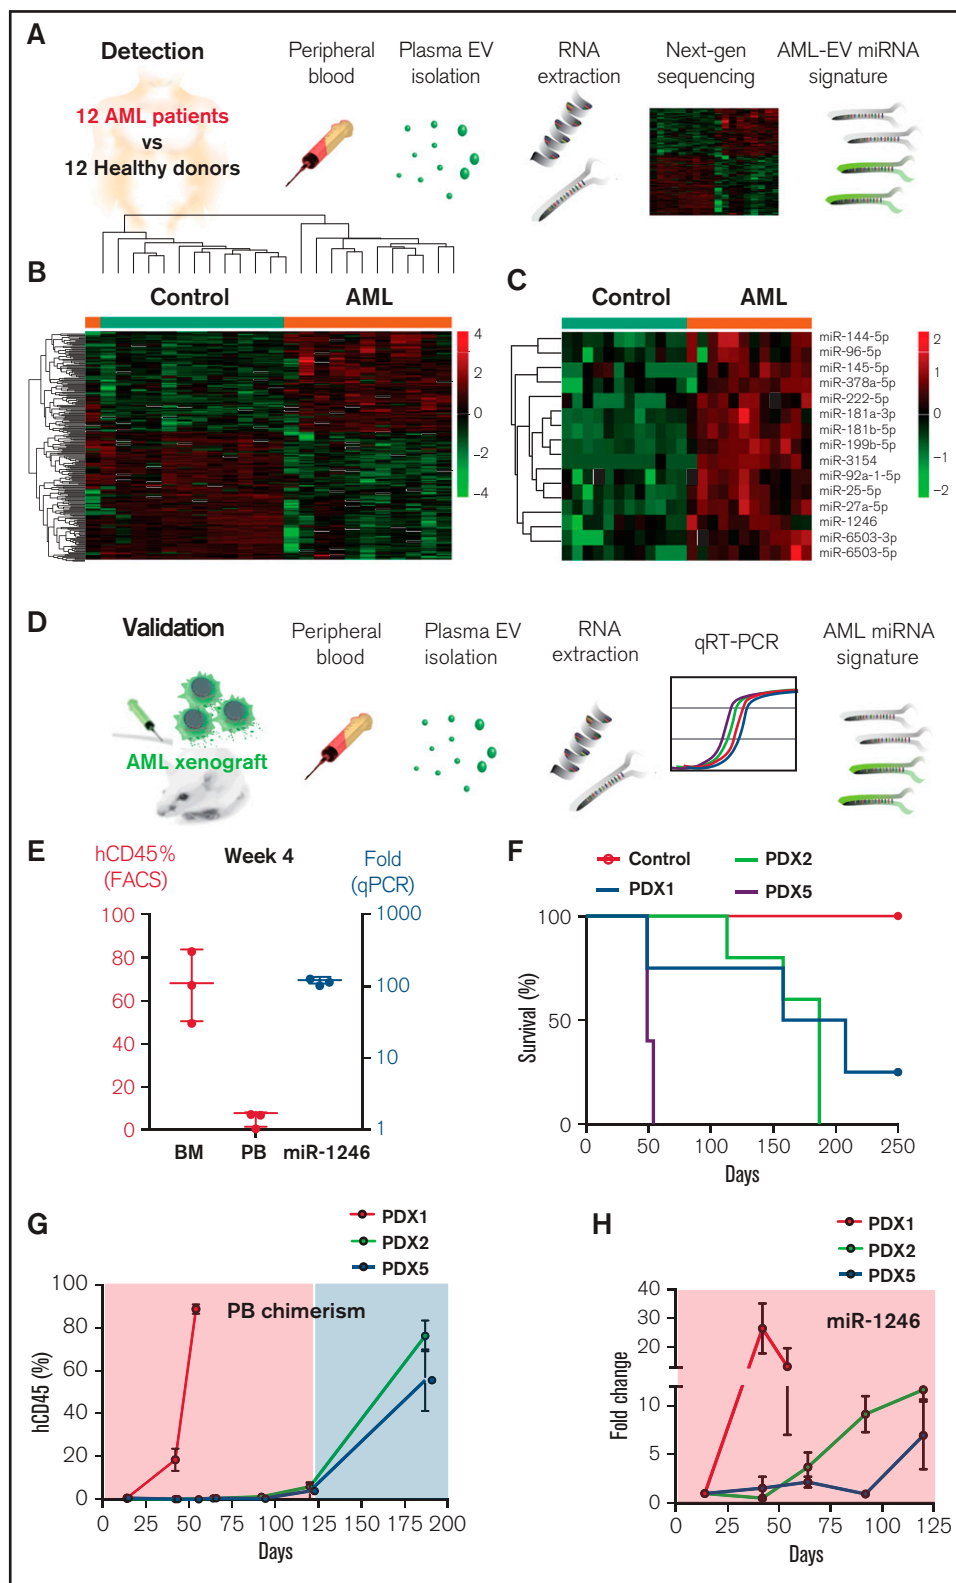 A
Detection
12 AML patients
vs
12 Healthy donors
Peripheral
blood
Plasma EV
isolation
RNA
extraction
Next-gen
sequencing
AML-EV miRNA
signature
B
Control
AML
4
2
0
−2
−4
C
Control
AML
miR-144-5p
miR-96-5p
miR-145-5p
miR-378a-5p
miR-222-5p
miR-181a-3p
miR-181b-5p
miR-199b-5p
miR-3154
miR-92a-1-5p
miR-25-5p
miR-27a-5p
miR-1246
miR-6503-3p
miR-6503-5p
2
1
0
−1
−2
D
Validation
AML xenograft
Peripheral
blood
Plasma EV
isolation
RNA
extraction
qRT-PCR
AML miRNA
signature
E
hCD45%
(FACS)
Week 4
Fold
(qPCR)
100
80
60
40
20
0
1000
100
10
1
BM
PB
miR-1246
F
Control
PDX2
PDX1
PDX5
Survival (%)
100
50
0
0
50
100
150
200
250
Days
G
PDX1
PDX2
PDX5
PB chimerism
hCD45 (%)
100
80
60
40
20
0
0
25
50
75
100
125
150
175
200
Days
H
PDX1
PDX2
PDX5
miR-1246
Fold change
40
30
20
10
5
0
0
25
50
75
100
125
Days